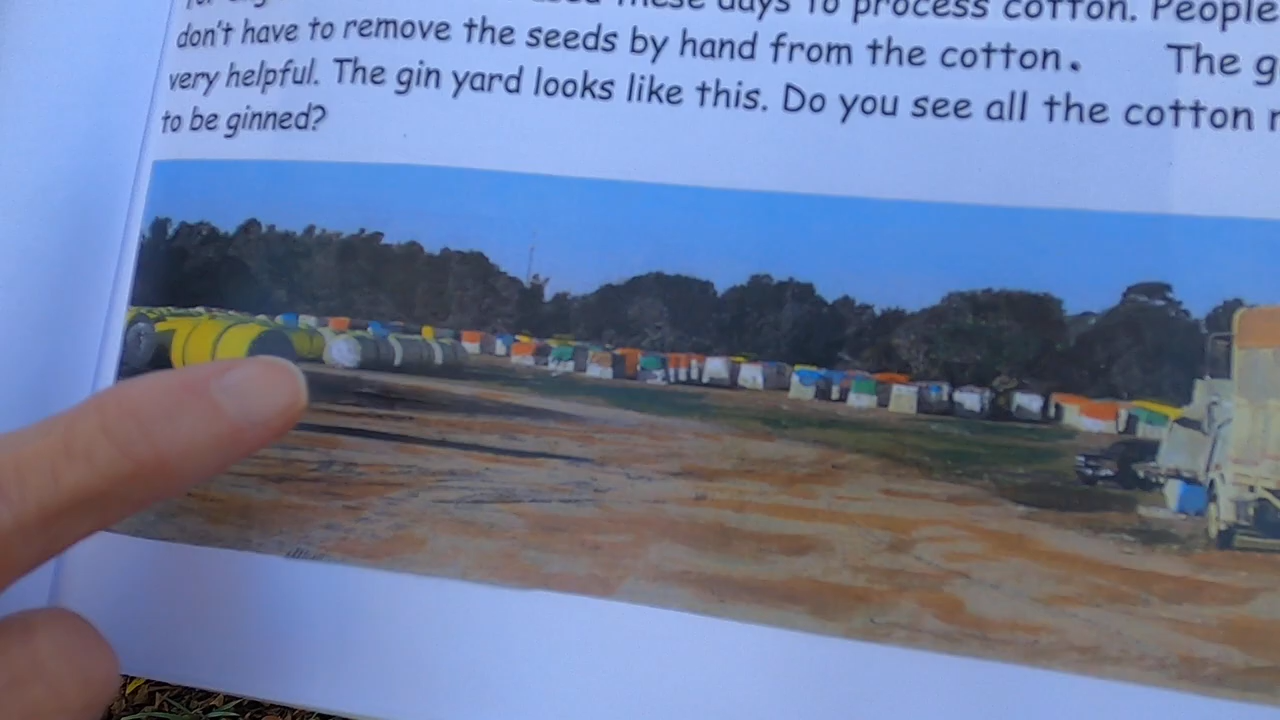 these days to process cotton. People
don't have to remove the seeds by hand from the cotton. The g
very helpful. The gin yard looks like this. Do you see all the cotton
to be ginned?